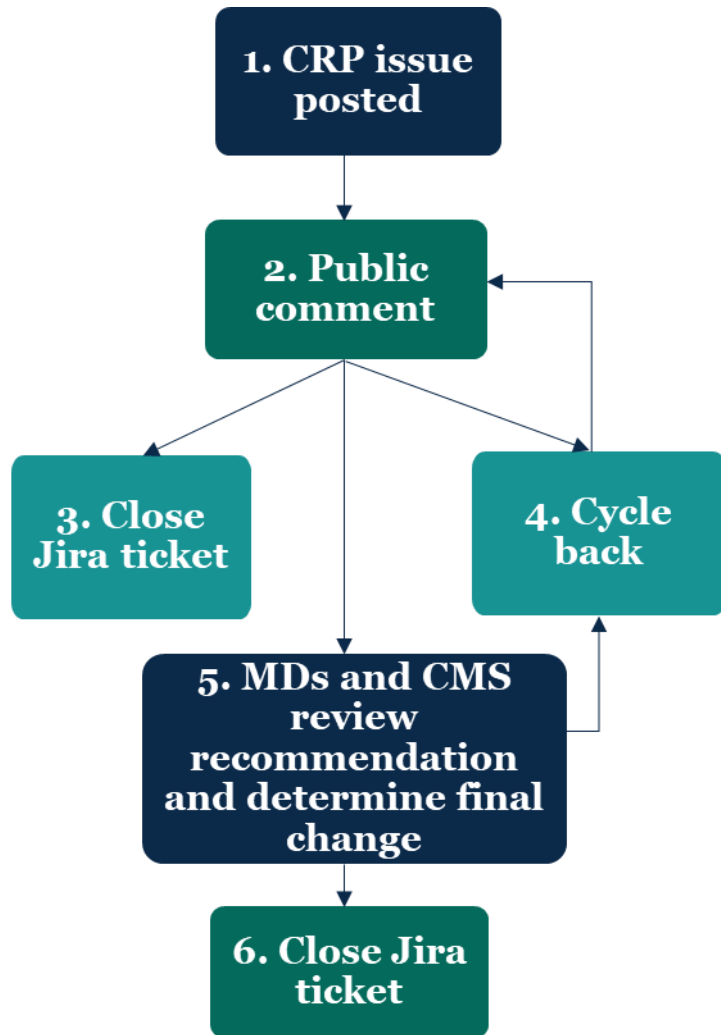 1. CRP issue
posted
2. Public
comment
3. Close
Jira ticket
4. Cycle
back
5. MDs and CMS
review
recommendation
and determine final
change
6. Close Jira
ticket